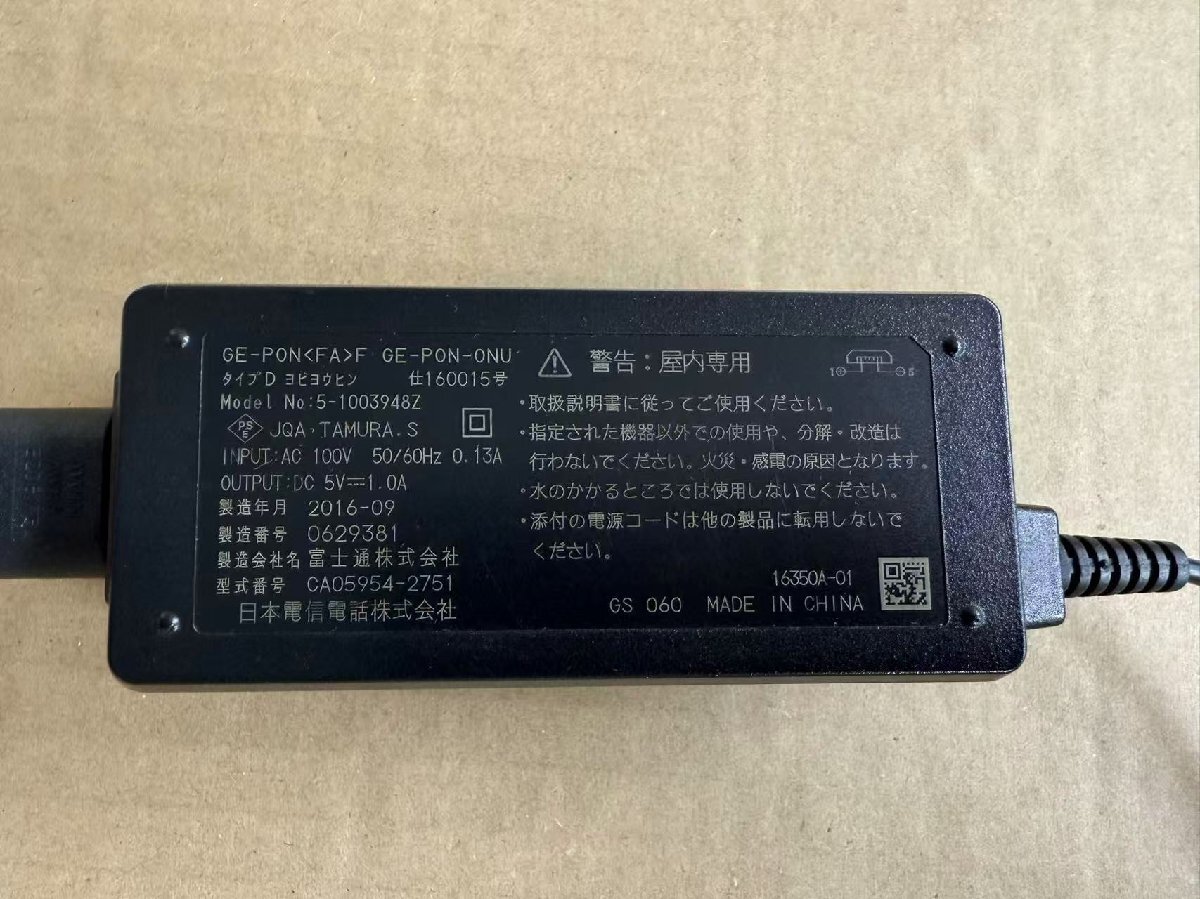 GE-PON<FA>F GE-PON-ONU
タイプD ヨビヨウヒン 仕160015号
Model No:5-1003948Z
PS E JQA・TAMURA.S
INPUT:AC 100V 50/60Hz 0.13A
OUTPUT:DC 5V⎓1.0A
製造年月 2016-09
製造番号 0629381
製造会社名 富士通株式会社
型式番号 CA05954-2751
日本電信電話株式会社
警告:屋内専用
10 05
・取扱説明書に従ってご使用ください。
・指定された機器以外での使用や、分解・改造は
行わないでください。火災・感電の原因となります。
・水のかかるところでは使用しないでください。
・添付の電源コードは他の製品に転用しないで
ください。
16350A-01
GS 060 MADE IN CHINA